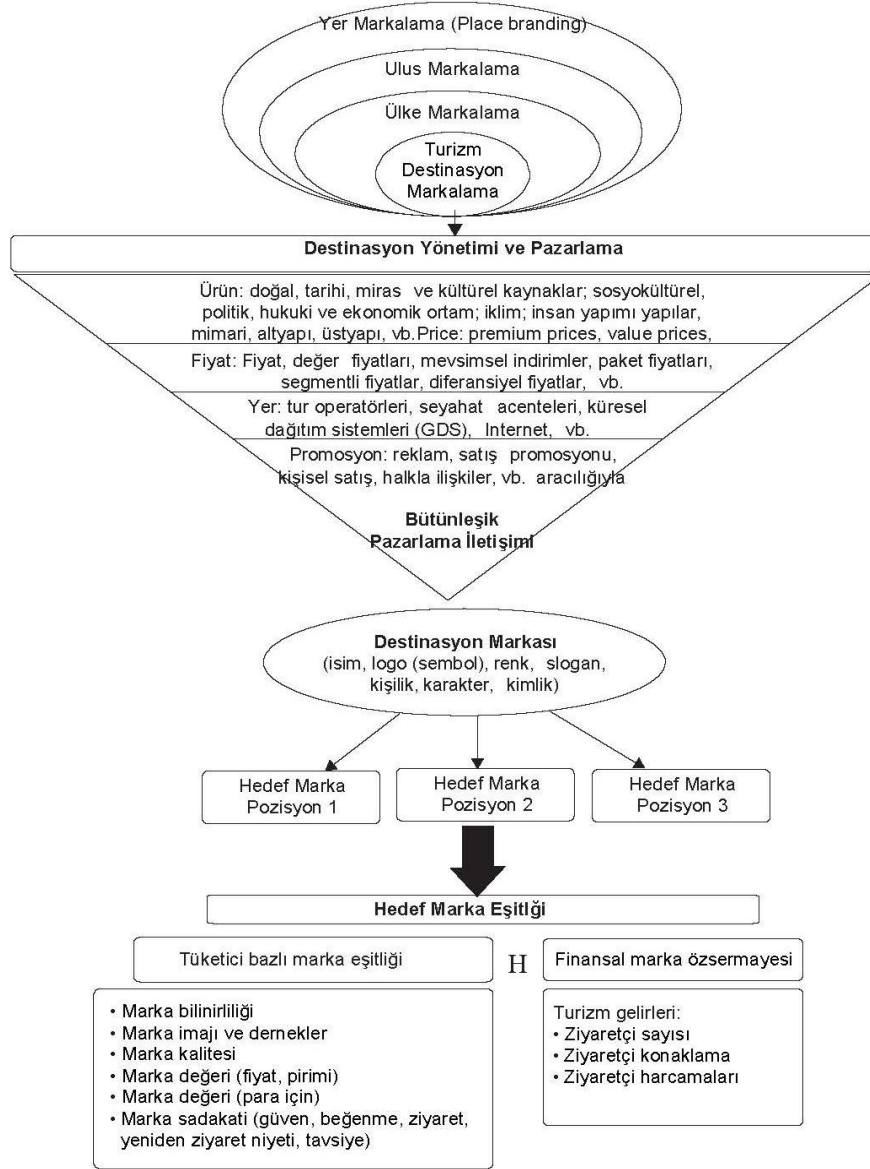 Yer Markalama (Place branding)
Ulus Markalama
Ülke Markalama
Turizm
Destinasyon
Markalama
Destinasyon Yönetimi ve Pazarlama
Ürün: doğal, tarihi, miras ve kültürel kaynaklar; sosyokültürel,
politik, hukuki ve ekonomik ortam; iklim; insan yapımı yapılar,
mimari, altyapı, üstyapı, vb.Price: premium prices, value prices,
Fiyat: Fiyat, değer fiyatları, mevsimsel indirimler, paket fiyatları,
segmentli fiyatlar, diferansiyel fiyatlar, vb.
Yer: tur operatörleri, seyahat acenteleri, küresel
dağıtım sistemleri (GDS), Internet, vb.
Promosyon: reklam, satış promosyonu,
kişisel satış, halkla ilişkiler, vb. aracılığıyla
Bütünleşik
Pazarlama İletişimi
Destinasyon Markası
(isim, logo (sembol), renk, slogan,
kişilik, karakter, kimlik)
Hedef Marka
Pozisyon 1
Hedef Marka
Pozisyon 2
Hedef Marka
Pozisyon 3
Hedef Marka Eşitlği
Tüketici bazlı marka eşitliği
H
Finansal marka özsermayesi
• Marka bilinirliliği
• Marka imajı ve dernekler
• Marka kalitesi
• Marka değeri (fiyat, pirimi)
• Marka değeri (para için)
• Marka sadakati (güven, beğenme, ziyaret,
yeniden ziyaret niyeti, tavsiye)
Turizm gelirleri:
• Ziyaretçi sayısı
• Ziyaretçi konaklama
• Ziyaretçi harcamaları